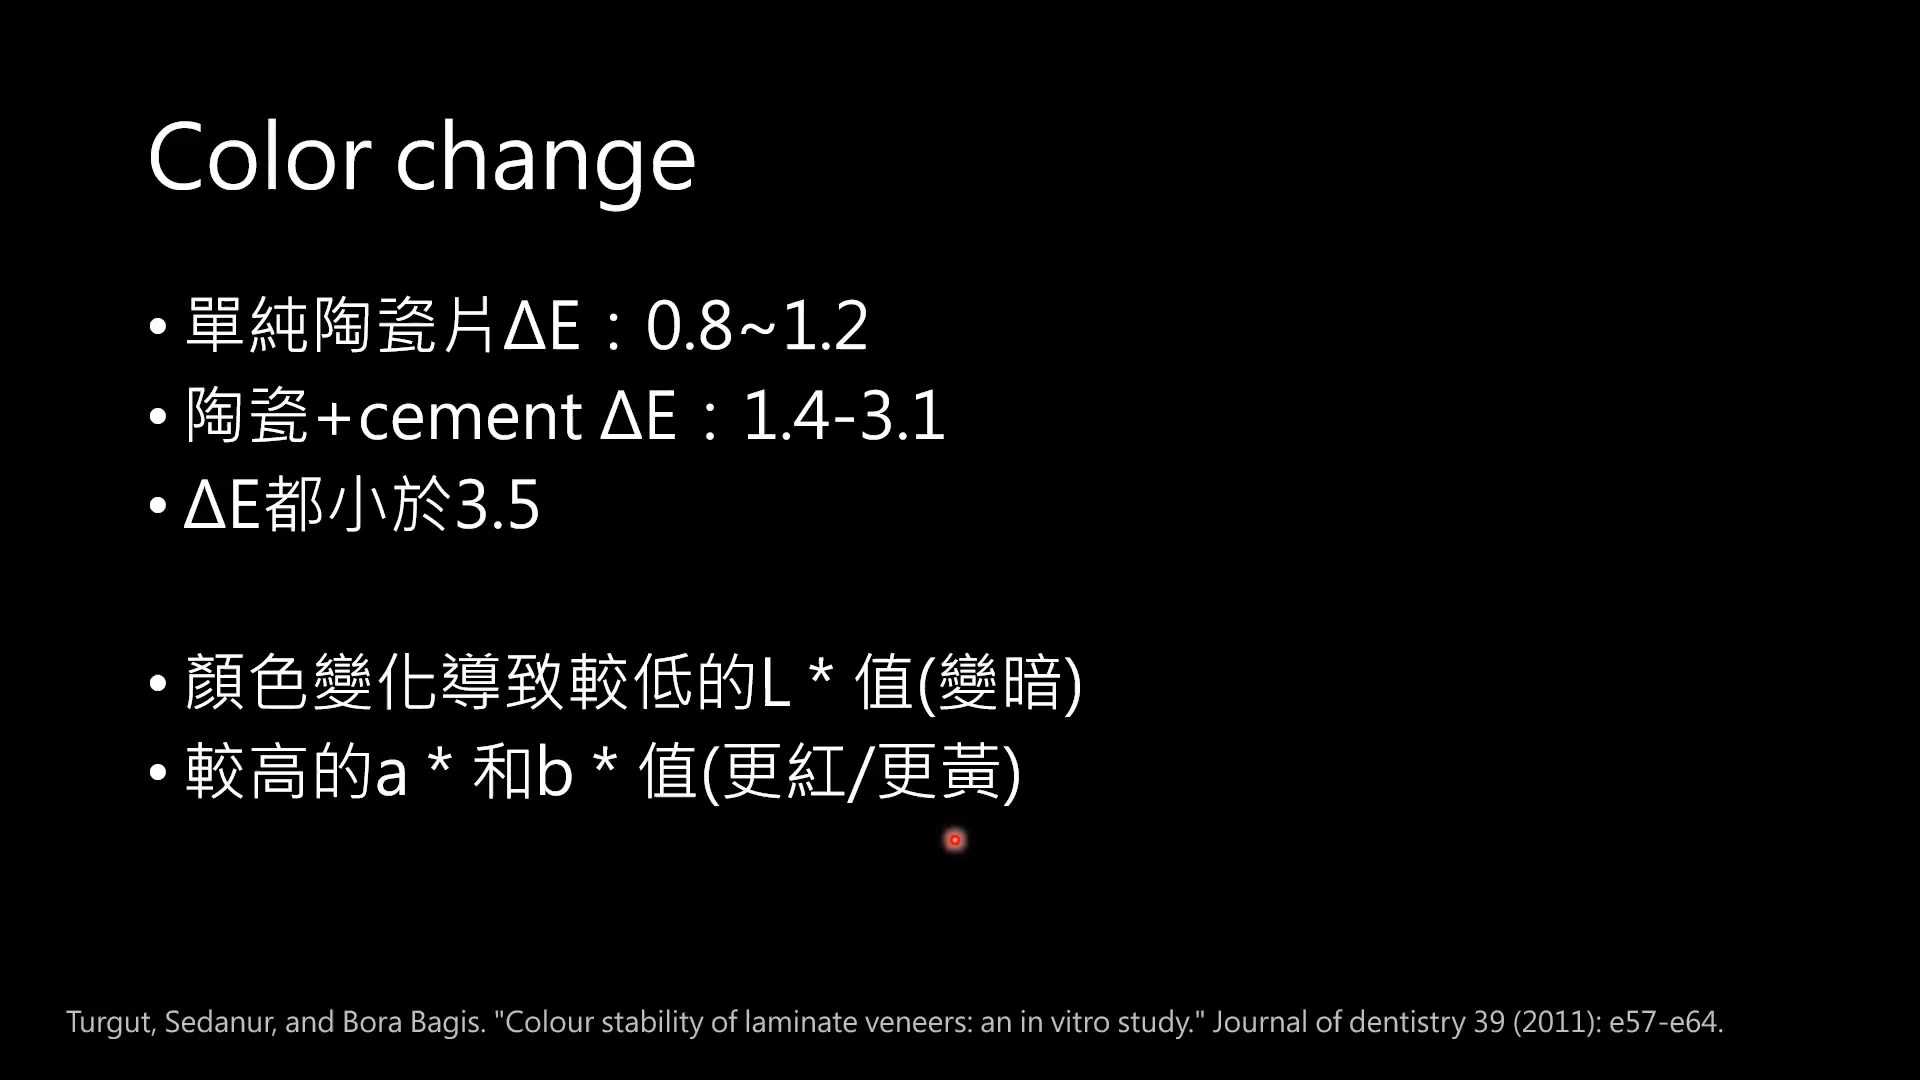 Color change
• 單純陶瓷片ΔE：0.8~1.2
• 陶瓷+cement ΔE：1.4-3.1
• ΔE都小於3.5
• 顏色變化導致較低的L * 值(變暗)
• 較高的a * 和b * 值(更紅/更黃)
Turgut, Sedanur, and Bora Bagis. "Colour stability of laminate veneers: an in vitro study." Journal of dentistry 39 (2011): e57-e64.